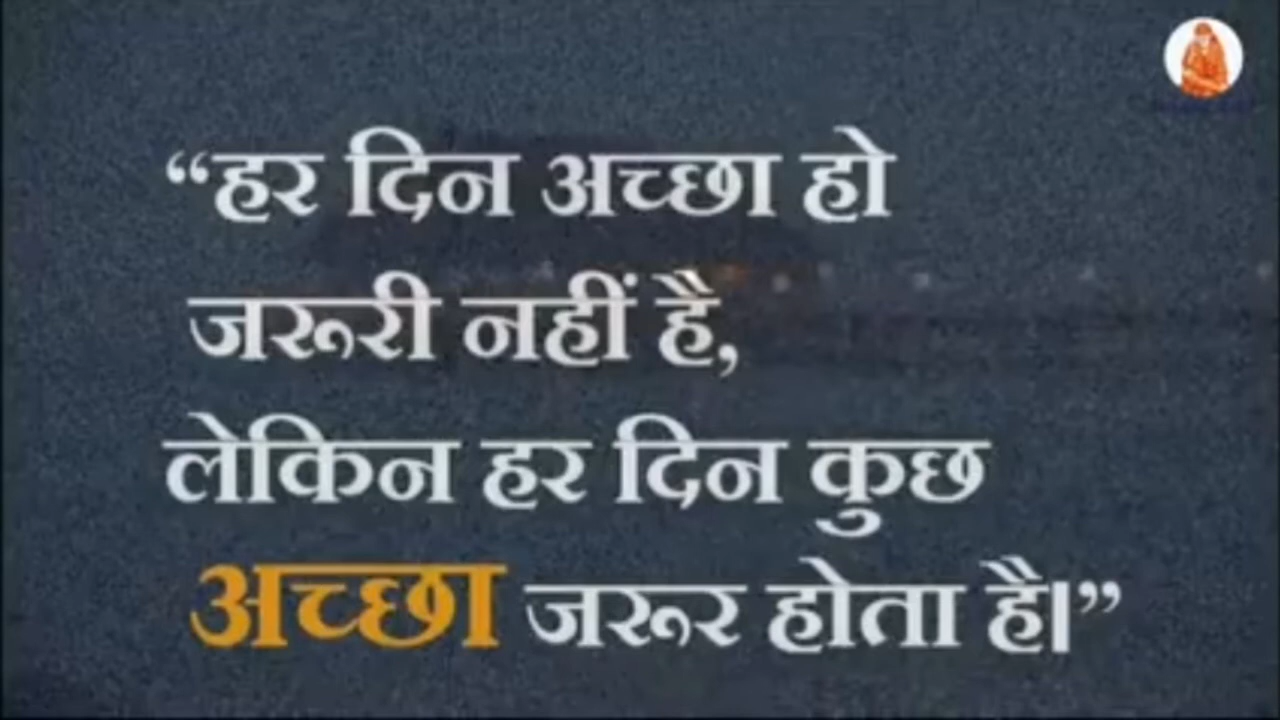 “हर दिन अच्छा हो
जरूरी नहीं है,
लेकिन हर दिन कुछ
अच्छा जरूर होता है।”